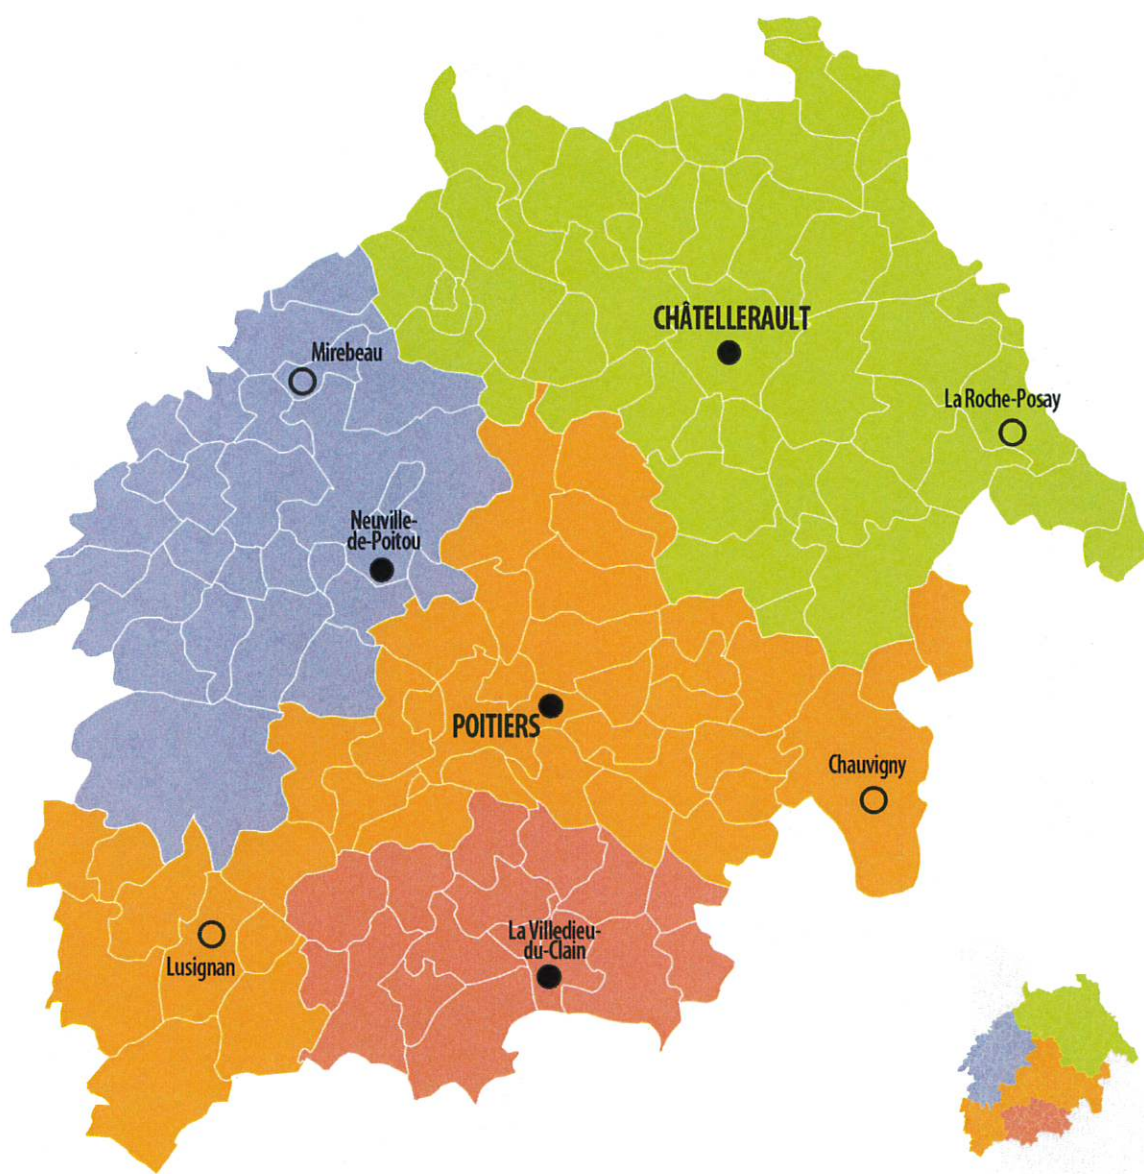 CHÂTELLERAULT
Mirebeau
La Roche-Posay
Neuville-
de-Poitou
POITIERS
Chauvigny
La Villedieu-
du-Clain
Lusignan